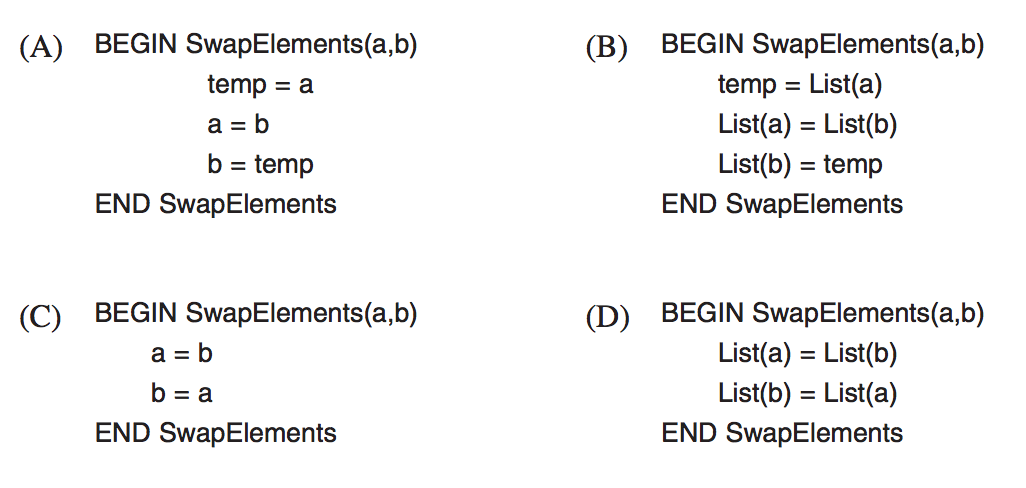 (A) BEGIN SwapElements(a,b)
temp = a
a = b
b = temp
END SwapElements
(B) BEGIN SwapElements(a,b)
temp = List(a)
List(a) = List(b)
List(b) = temp
END SwapElements
(C) BEGIN SwapElements(a,b)
a = b
b = a
END SwapElements
(D) BEGIN SwapElements(a,b)
List(a) = List(b)
List(b) = List(a)
END SwapElements